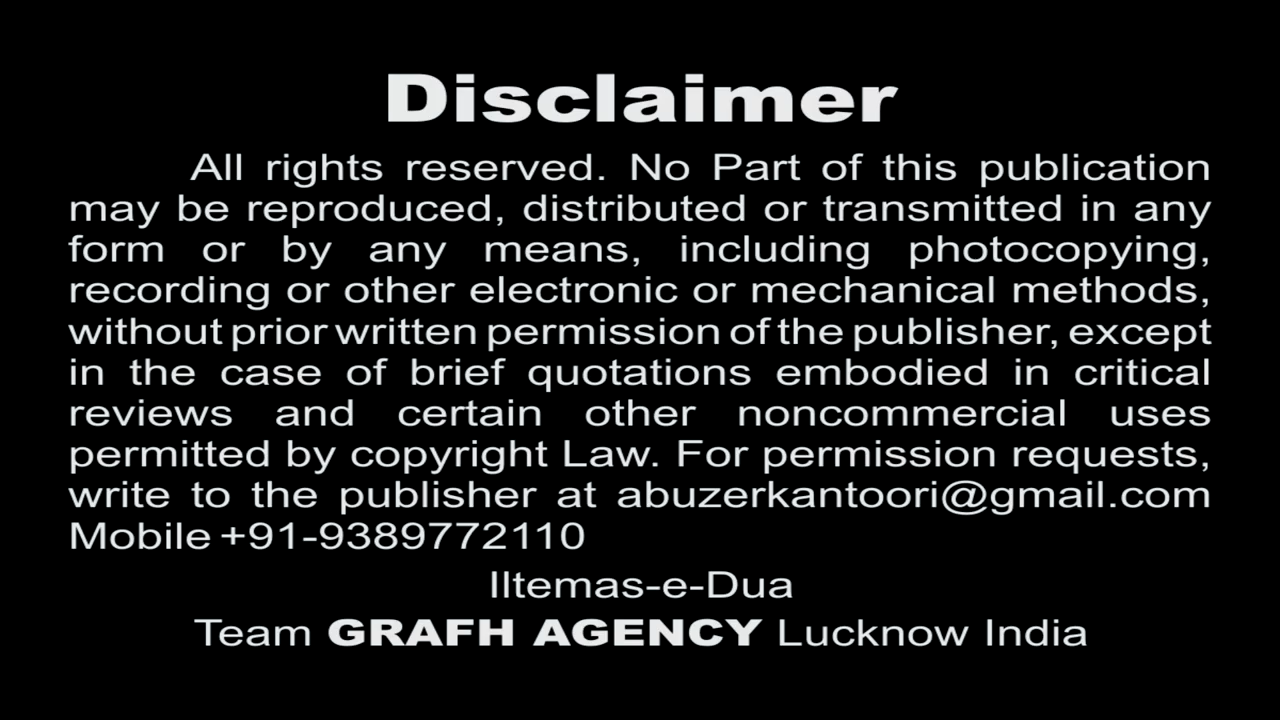 Disclaimer
All rights reserved. No Part of this publication
may be reproduced, distributed or transmitted in any
form or by any means, including photocopying,
recording or other electronic or mechanical methods,
without prior written permission of the publisher, except
in the case of brief quotations embodied in critical
reviews and certain other noncommercial uses
permitted by copyright Law. For permission requests,
write to the publisher at abuzerkantoori@gmail.com
Mobile +91-9389772110
Iltemas-e-Dua
Team GRAFH AGENCY Lucknow India